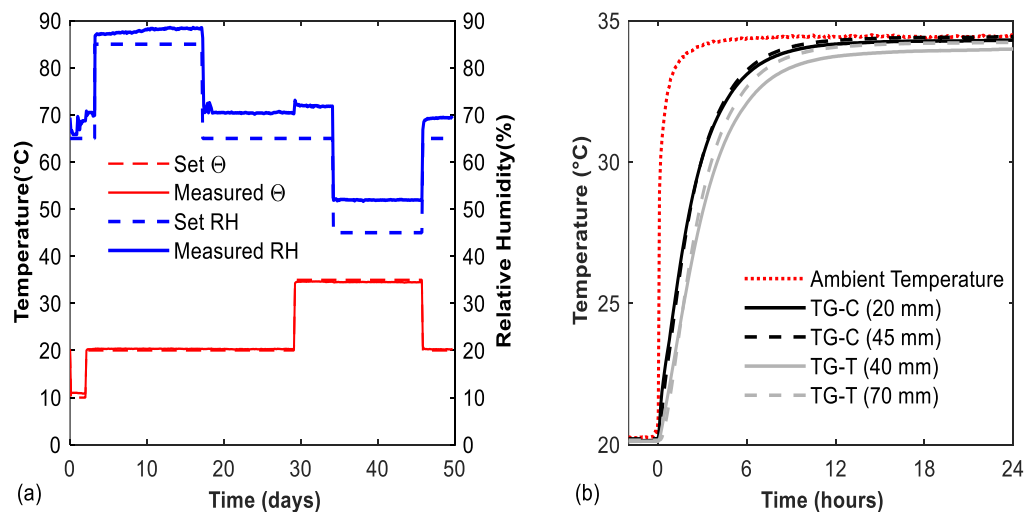 90
80
70
60
50
40
30
20
10
0
Temperature(°C)
Set Θ
Measured Θ
Set RH
Measured RH
90
80
70
60
50
40
30
20
10
0
Relative Humidity(%)
0 10 20 30 40 50
(a) Time (days)
35
30
25
20
Temperature (°C)
Ambient Temperature
TG-C (20 mm)
TG-C (45 mm)
TG-T (40 mm)
TG-T (70 mm)
0 6 12 18 24
(b) Time (hours)